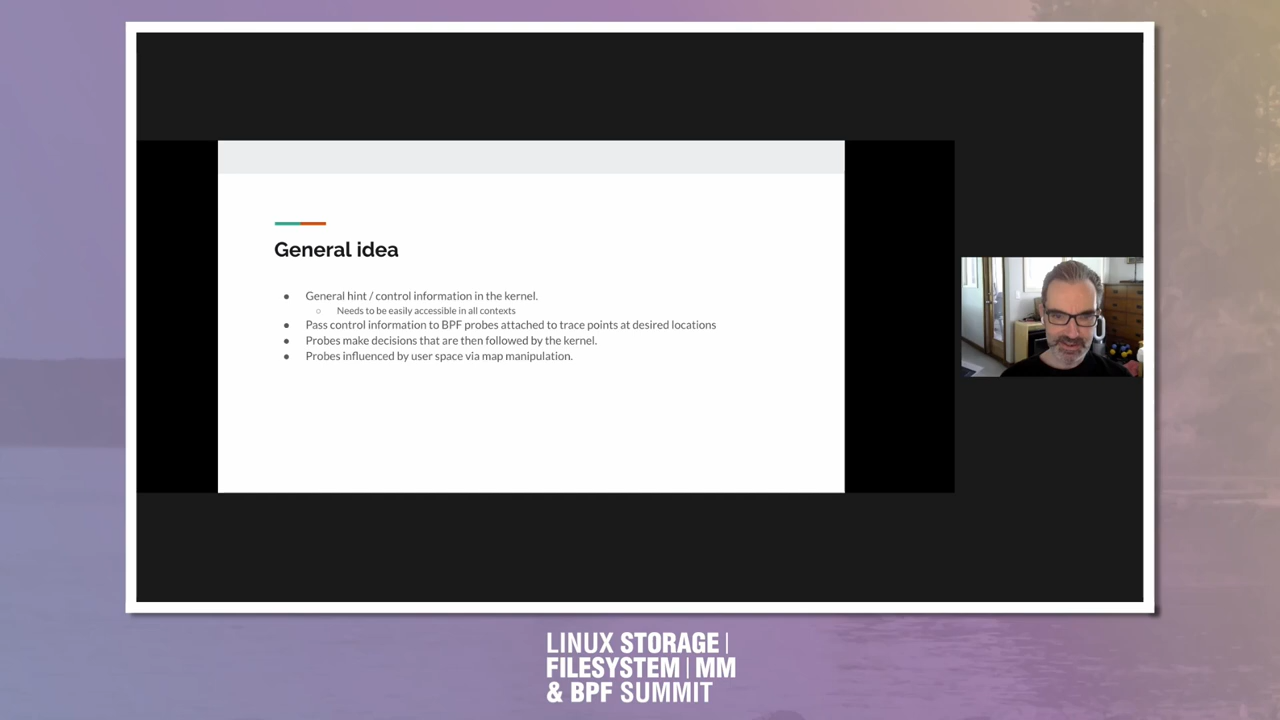 General idea
● General hint / control information in the kernel.
○ Needs to be easily accessible in all contexts
● Pass control information to BPF probes attached to trace points at desired locations
● Probes make decisions that are then followed by the kernel.
● Probes influenced by user space via map manipulation.
LINUX STORAGE |
FILESYSTEM | MM
& BPF SUMMIT